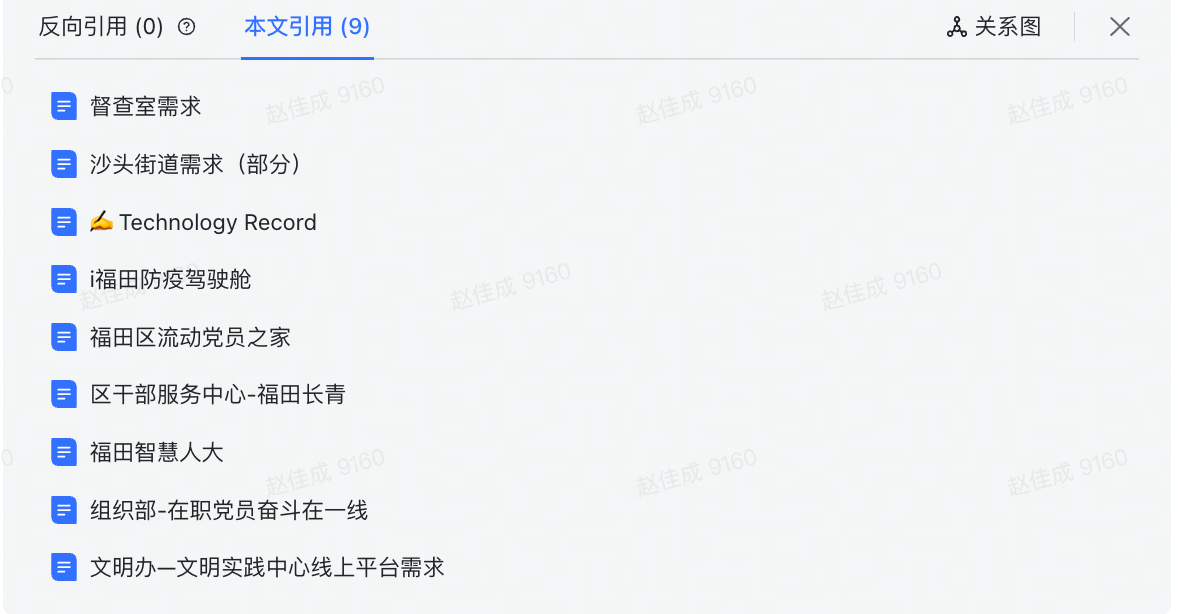 反向引用 (0) 本文引用 (9) 关系图
赵佳成 9160 赵佳成 9160 赵佳成 9160
督查室需求
沙头街道需求（部分）
✍️ Technology Record
赵佳成 9160 赵佳成 9160 赵佳成 9160
i福田防疫驾驶舱
福田区流动党员之家
区干部服务中心-福田长青
福田智慧人大
赵佳成 9160 赵佳成 9160 赵佳成 9160
组织部-在职党员奋斗在一线
文明办—文明实践中心线上平台需求